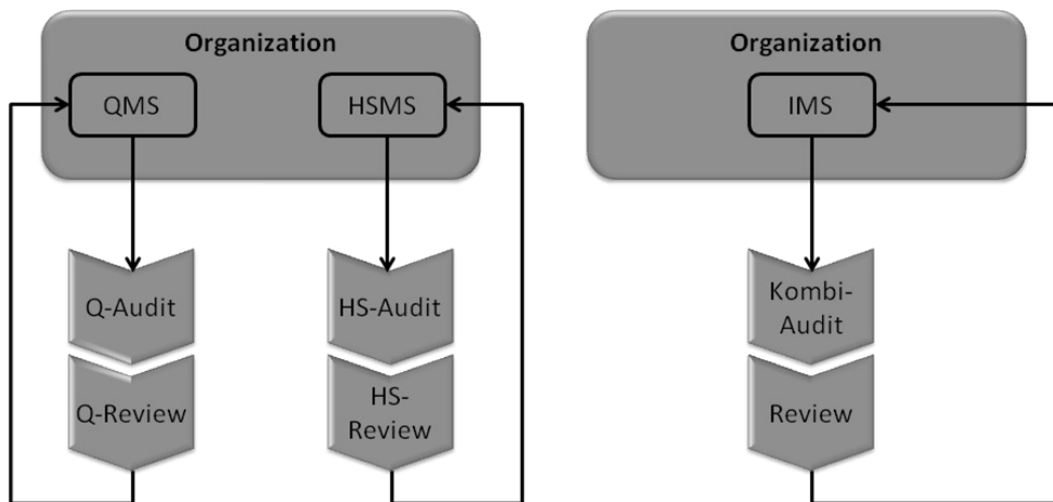 Organization
QMS
HSMS
Q-Audit
HS-Audit
Q-Review
HS-
Review
Organization
IMS
Kombi-
Audit
Review